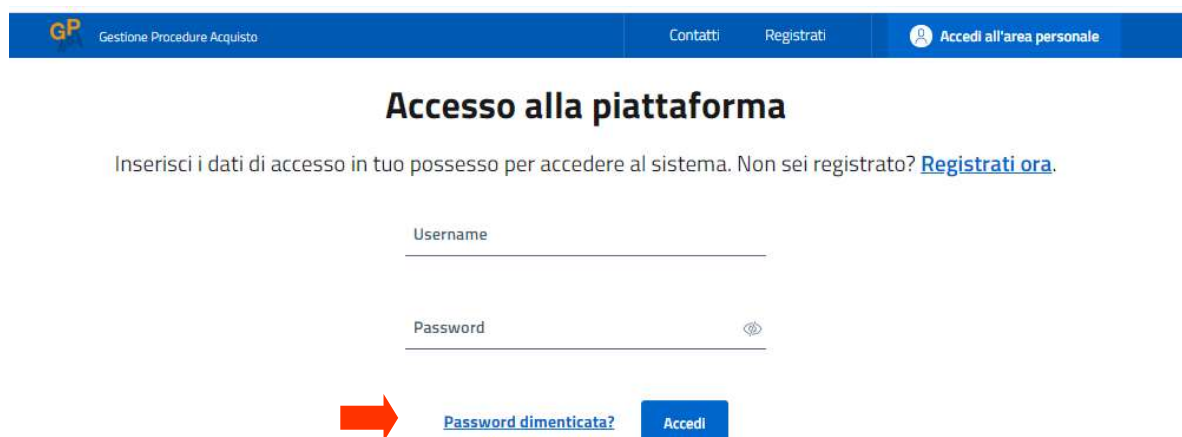 GP Gestione Procedure Acquisto Contatti Registrati Accedi all'area personale
Accesso alla piattaforma
Inserisci i dati di accesso in tuo possesso per accedere al sistema. Non sei registrato? Registrati ora.
Username
Password
Password dimenticata? Accedi